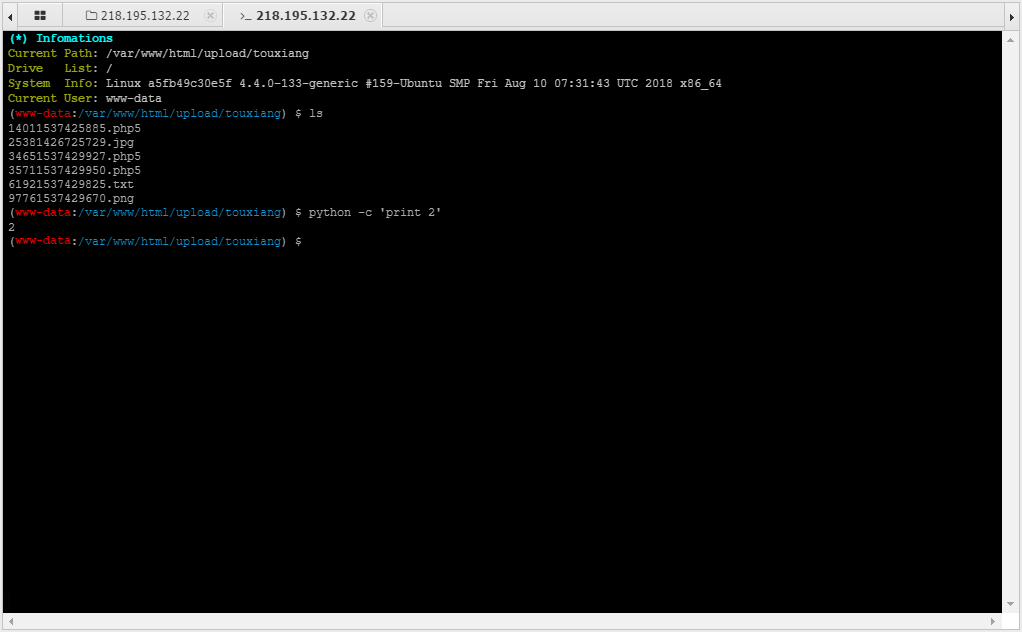 218.195.132.22 >_ 218.195.132.22
(*) Infomations
Current Path: /var/www/html/upload/touxiang
Drive   List: /
System  Info: Linux a5fb49c30e5f 4.4.0-133-generic #159-Ubuntu SMP Fri Aug 10 07:31:43 UTC 2018 x86_64
Current User: www-data
(www-data:/var/www/html/upload/touxiang) $ ls
14011537425885.php5
25381426725729.jpg
34651537429927.php5
35711537429950.php5
61921537429825.txt
97761537429670.png
(www-data:/var/www/html/upload/touxiang) $ python -c 'print 2'
2
(www-data:/var/www/html/upload/touxiang) $